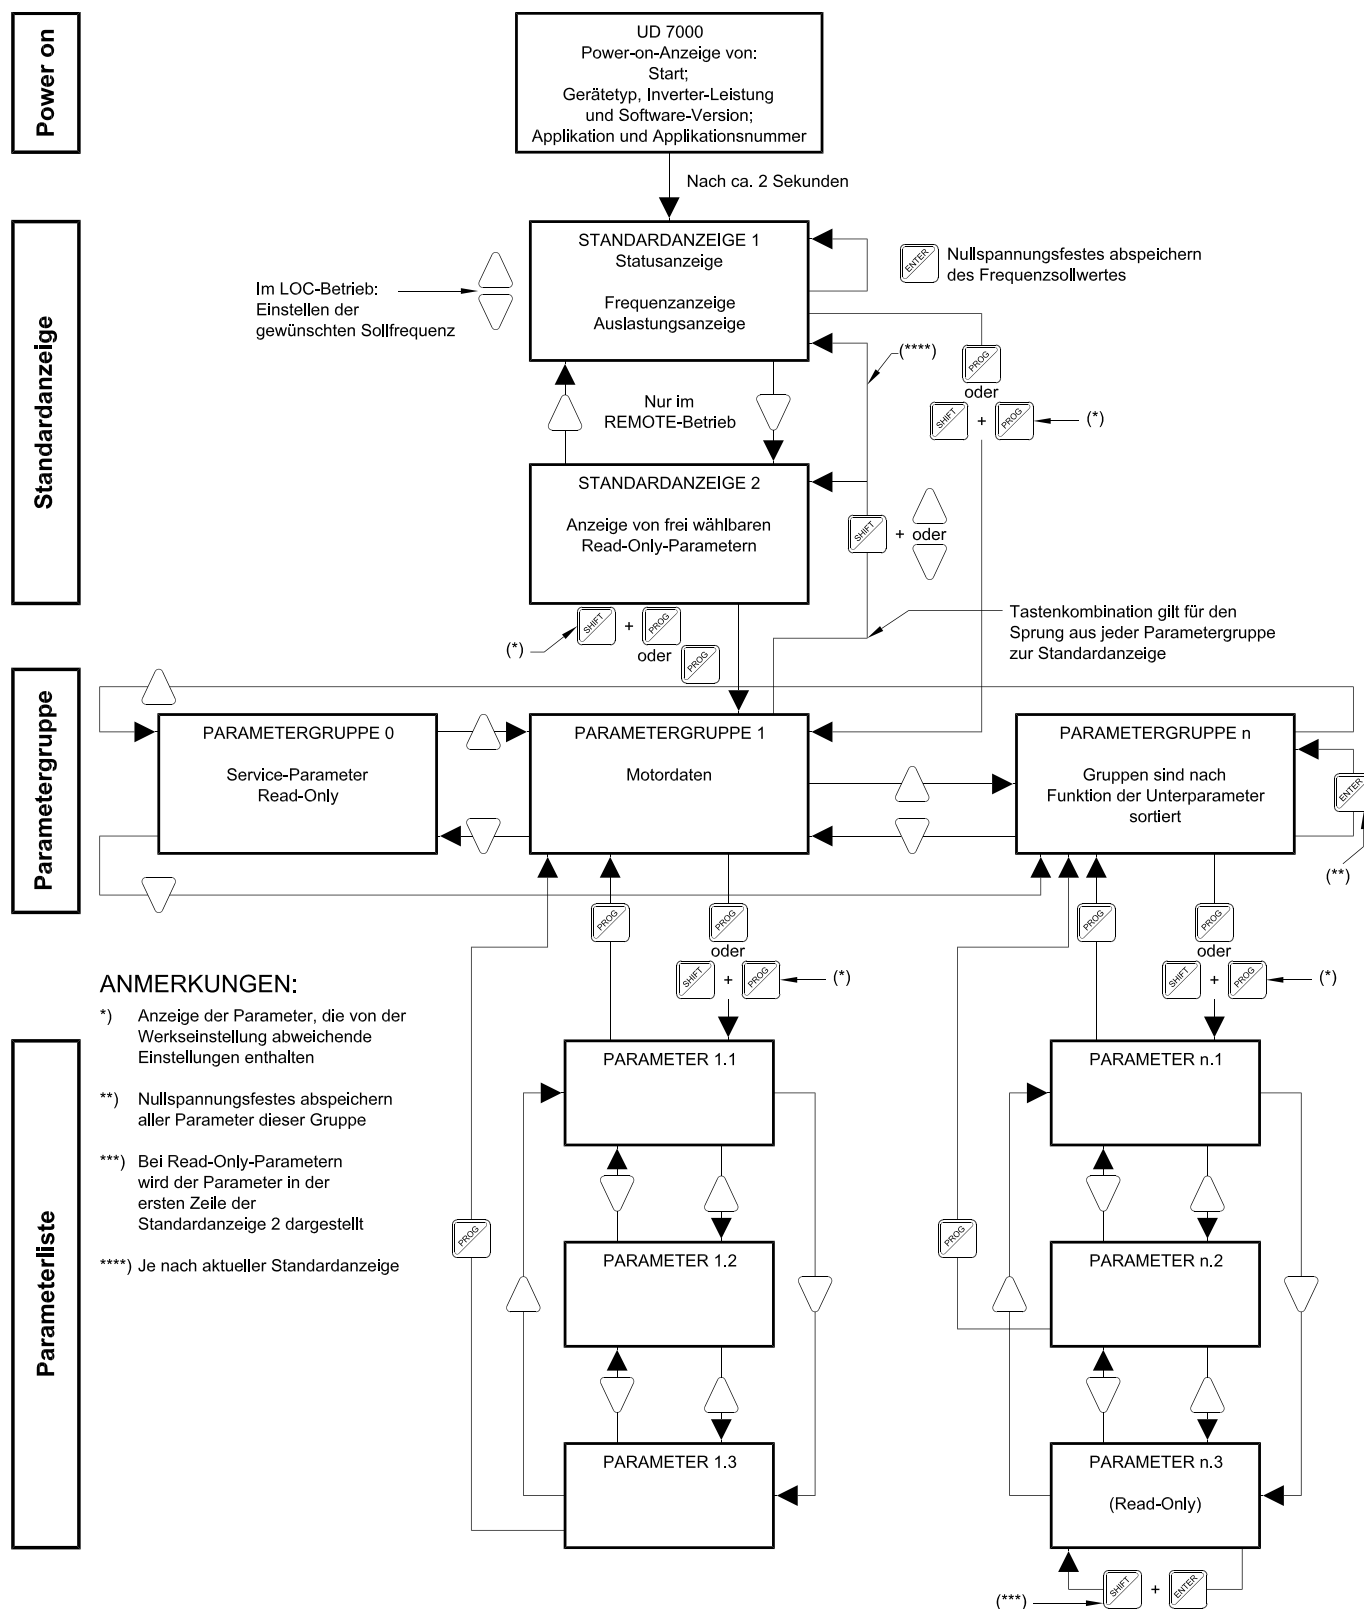 Power on
UD 7000
Power-on-Anzeige von:
Start;
Gerätetyp, Inverter-Leistung
und Software-Version;
Applikation und Applikationsnummer
Nach ca. 2 Sekunden
Standardanzeige
STANDARDANZEIGE 1
Statusanzeige
Frequenzanzeige
Auslastungsanzeige
ENTER
Nullspannungsfestes abspeichern
des Frequenzsollwertes
Im LOC-Betrieb:
Einstellen der
gewünschten Sollfrequenz
(****)
PROG
oder
SHIFT + PROG
(*)
Nur im
REMOTE-Betrieb
STANDARDANZEIGE 2
Anzeige von frei wählbaren
Read-Only-Parametern
SHIFT + oder
(*)
SHIFT + PROG
oder
PROG
Tastenkombination gilt für den
Sprung aus jeder Parametergruppe
zur Standardanzeige
Parametergruppe
PARAMETERGRUPPE 0
Service-Parameter
Read-Only
PARAMETERGRUPPE 1
Motordaten
PARAMETERGRUPPE n
Gruppen sind nach
Funktion der Unterparameter
sortiert
ENTER
(**)
PROG
PROG
oder
SHIFT + PROG
(*)
PROG
PROG
oder
SHIFT + PROG
(*)
ANMERKUNGEN:
*) Anzeige der Parameter, die von der
Werkseinstellung abweichende
Einstellungen enthalten
**) Nullspannungsfestes abspeichern
aller Parameter dieser Gruppe
***) Bei Read-Only-Parametern
wird der Parameter in der
ersten Zeile der
Standardanzeige 2 dargestellt
****) Je nach aktueller Standardanzeige
Parameterliste
PARAMETER 1.1
PROG
PARAMETER 1.2
PARAMETER 1.3
PARAMETER n.1
PROG
PARAMETER n.2
PARAMETER n.3
(Read-Only)
(***)
SHIFT + ENTER